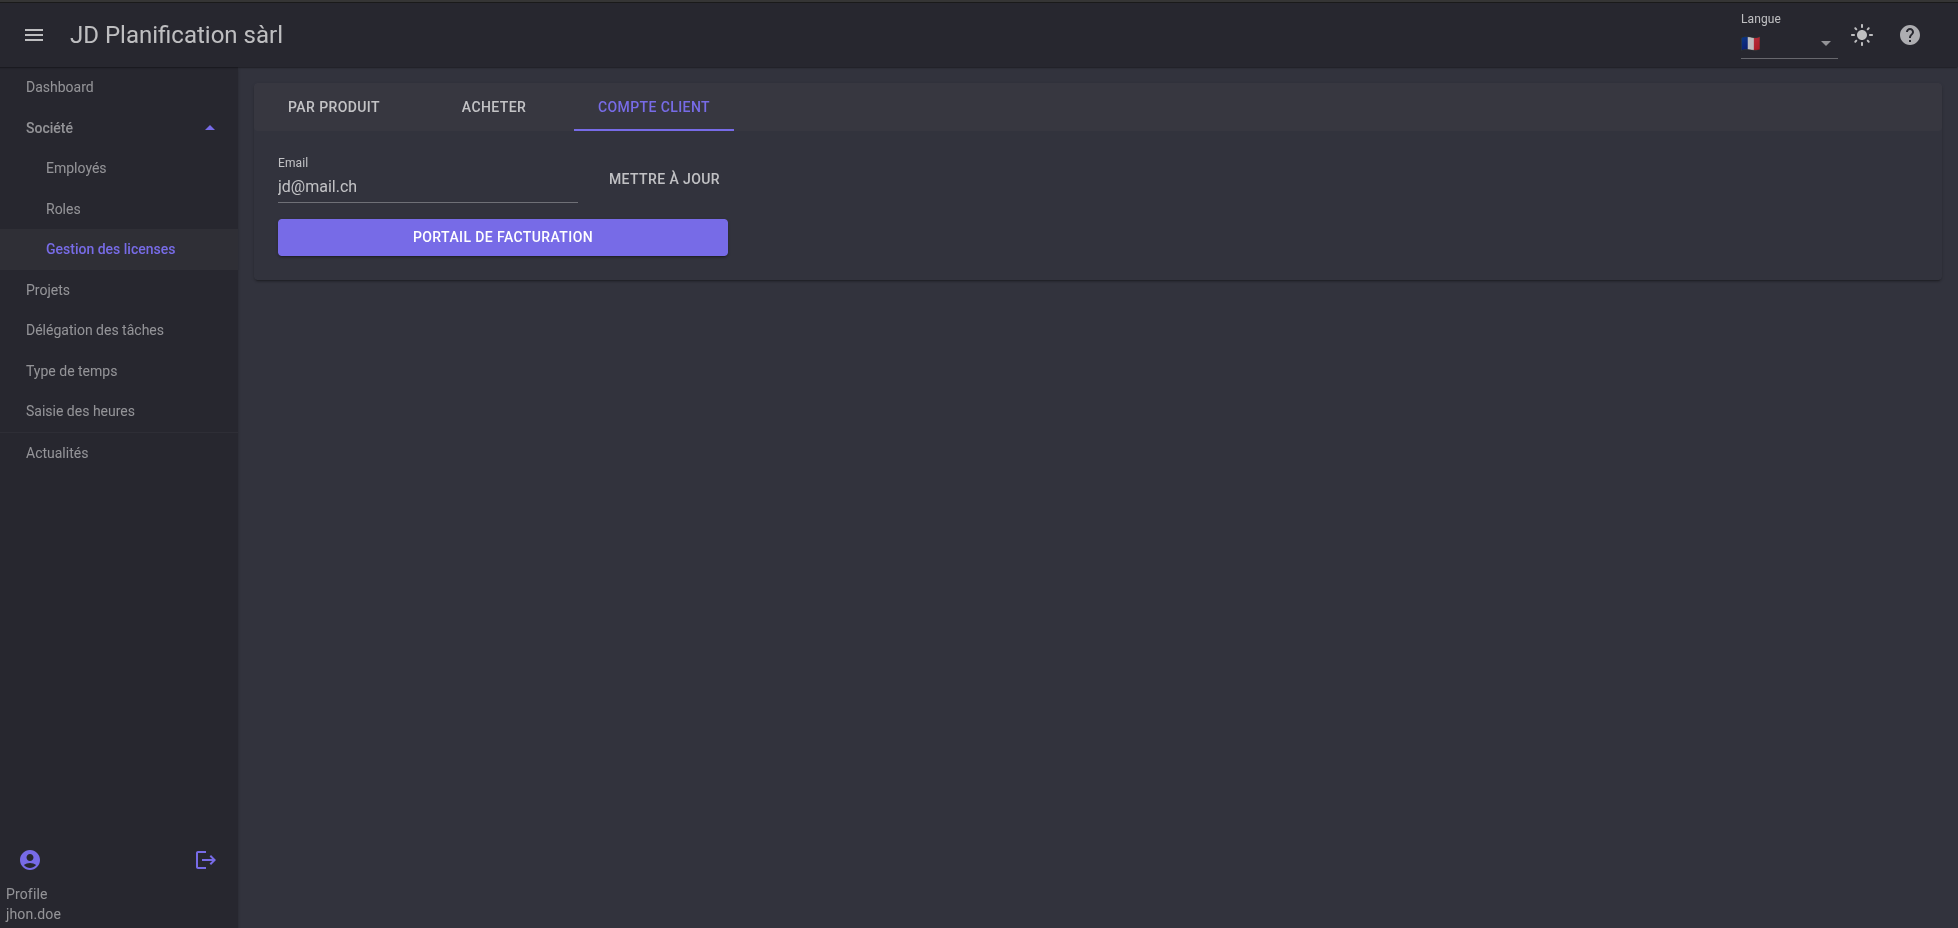 JD Planification sàrl
Langue
Dashboard
Société
Employés
Roles
Gestion des licenses
Projets
Délégation des tâches
Type de temps
Saisie des heures
Actualités
Profile
jhon.doe
PAR PRODUIT
ACHETER
COMPTE CLIENT
Email
jd@mail.ch
METTRE À JOUR
PORTAIL DE FACTURATION